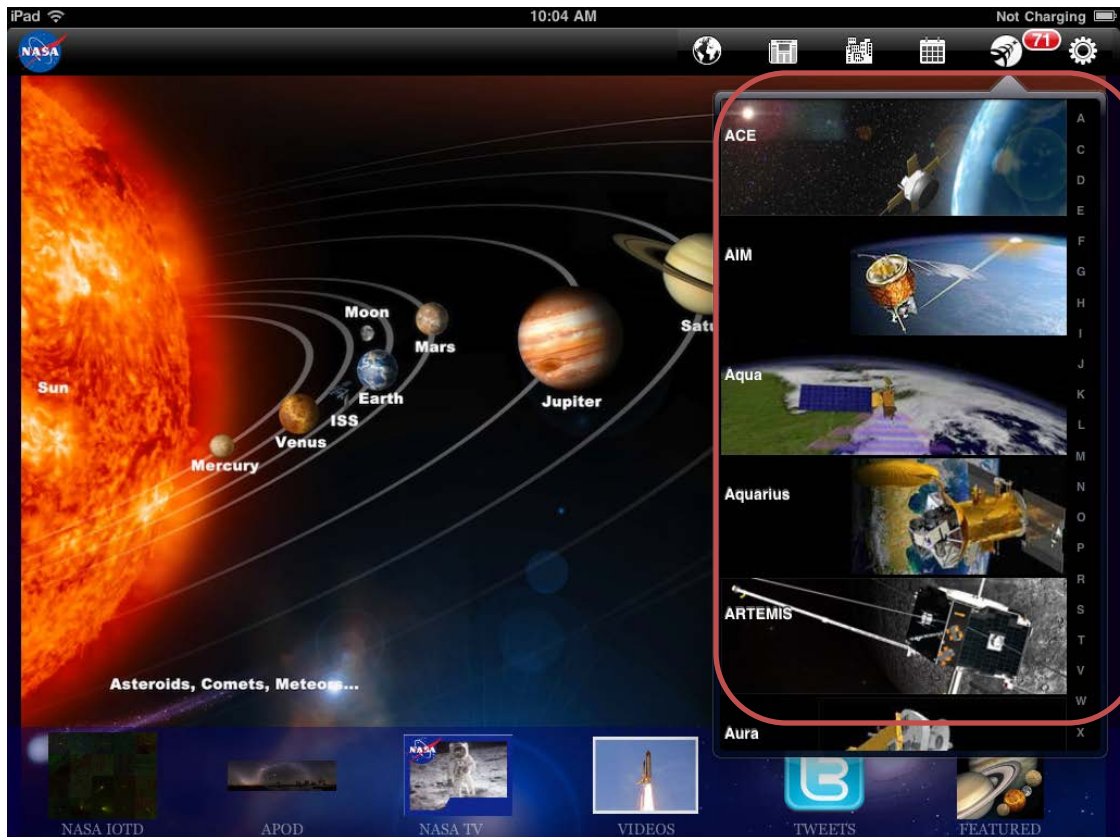 iPad 10:04 AM Not Charging
NASA
71
ACE
AIM
Aqua
Aquarius
ARTEMIS
Aura
A
C
D
E
F
G
H
I
J
K
L
M
N
O
P
R
S
T
V
W
X
Sun
Mercury
Venus
ISS
Earth
Moon
Mars
Jupiter
Satu
Asteroids, Comets, Meteors...
NASA
NASA IOTD APOD NASA TV VIDEOS TWEETS FEATURED